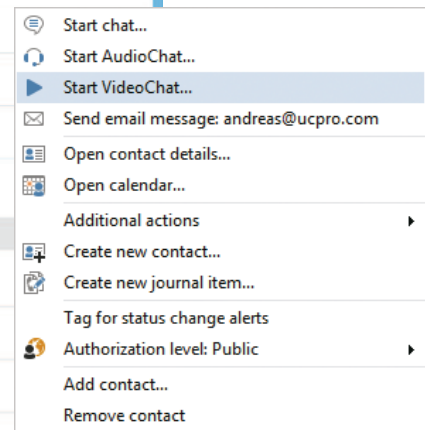 Start chat...
Start AudioChat...
Start VideoChat...
Send email message: andreas@ucpro.com
Open contact details...
Open calendar...
Additional actions
Create new contact...
Create new journal item...
Tag for status change alerts
Authorization level: Public
Add contact...
Remove contact